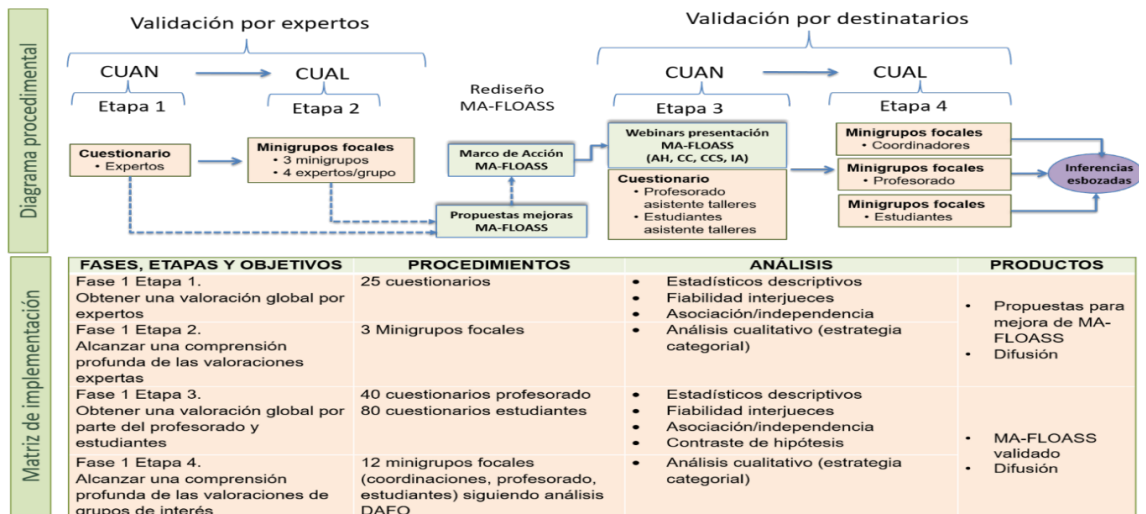 Diagrama procedimental
Validación por expertos
Validación por destinatarios
CUAN
CUAL
CUAN
CUAL
Etapa 1
Etapa 2
Rediseño
MA-FLOASS
Etapa 3
Etapa 4
Cuestionario
• Expertos
Minigrupos focales
• 3 minigrupos
• 4 expertos/grupo
Marco de Acción
MA-FLOASS
Propuestas mejoras
MA-FLOASS
Webinars presentación
MA-FLOASS
(AH, CC, CCS, IA)
Cuestionario
• Profesorado
asistente talleres
• Estudiantes
asistente talleres
Minigrupos focales
• Coordinadores
Minigrupos focales
• Profesorado
Minigrupos focales
• Estudiantes
Inferencias
esbozadas
Matriz de implementación
FASES, ETAPAS Y OBJETIVOS
PROCEDIMIENTOS
ANÁLISIS
PRODUCTOS
Fase 1 Etapa 1.
Obtener una valoración global por
expertos
25 cuestionarios
• Estadísticos descriptivos
• Fiabilidad interjueces
• Asociación/independencia
Fase 1 Etapa 2.
Alcanzar una comprensión
profunda de las valoraciones
expertas
3 Minigrupos focales
• Análisis cualitativo (estrategia
categorial)
• Propuestas para
mejora de MA-
FLOASS
• Difusión
Fase 1 Etapa 3.
Obtener una valoración global por
parte del profesorado y
estudiantes
40 cuestionarios profesorado
80 cuestionarios estudiantes
• Estadísticos descriptivos
• Fiabilidad interjueces
• Asociación/independencia
• Contraste de hipótesis
Fase 1 Etapa 4.
Alcanzar una comprensión
profunda de las valoraciones de
grupos de interés
12 minigrupos focales
(coordinaciones, profesorado,
estudiantes) siguiendo análisis
DAFO
• Análisis cualitativo (estrategia
categorial)
• MA-FLOASS
validado
• Difusión